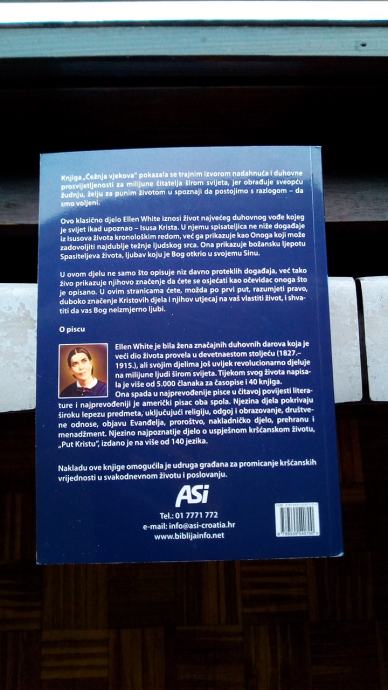 Knjiga „Čežnja vjekova" pokazala se trajnim izvorom nadahnuća i duhovne
prosvijetljenosti za milijune čitatelja širom svijeta, jer obrađuje sveopću
žudnju, želju za punim životom u spoznaji da postojimo s razlogom – da
smo voljeni.
Ovo klasično djelo Ellen White iznosi život najvećeg duhovnog vođe kojeg
je svijet ikad upoznao – Isusa Krista. U njemu spisateljica ne niže događaje
iz Isusova života kronološkim redom, već ga prikazuje kao Onoga koji može
zadovoljiti najdublje težnje ljudskog srca. Ona prikazuje božansku ljepotu
Spasiteljeva života, ljubav koju je Bog otkrio u svojemu Sinu.
U ovom djelu ne samo što opisuje niz davno proteklih događaja, već tako
živo prikazuje njihovo značenje da ćete se osjećati kao očevidac onoga što
je opisano. U ovim stranicama ćete, možda po prvi put, razumjeti pravo,
duboko značenje Kristovih djela i njihov utjecaj na vaš vlastiti život, i shva-
titi da vas Bog neizmjerno ljubi.
O piscu
Ellen White je bila žena značajnih duhovnih darova koja je
veći dio života provela u devetnaestom stoljeću (1827.–
1915.), ali svojim djelima još uvijek revolucionarno djeluje
na milijune ljudi širom svijeta. Tijekom svog života napisa-
la je više od 5.000 članaka za časopise i 40 knjiga.
Ona spada u najprevođenije pisce u čitavoj povijesti litera-
ture i najprevođeniji je američki pisac oba spola. Njezina djela pokrivaju
široku lepezu predmeta, uključujući religiju, odgoj i obrazovanje, društve-
ne odnose, objavu Evanđelja, proroštvo, nakladničko djelo, prehranu i
menadžment. Njezino najpoznatije djelo o uspješnom kršćanskom životu,
„Put Kristu", izdano je na više od 140 jezika.
Nakladu ove knjige omogućila je udruga građana za promicanje kršćanskih
vrijednosti u svakodnevnom životu i poslovanju.
ASi
Tel.: 01 7771 772
e-mail: info@asi-croatia.hr
www.biblijainfo.net